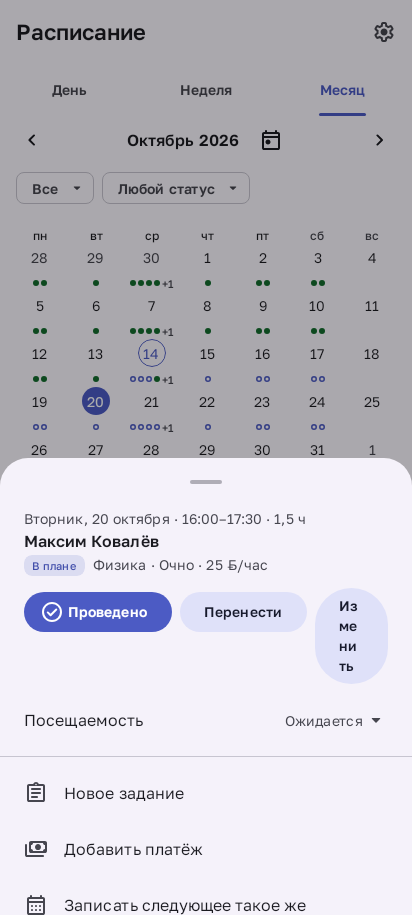 Расписание
День Неделя Месяц
Октябрь 2026
Все Любой статус
пн вт ср чт пт сб вс
28 29 30 1 2 3 4
+1
5 6 7 8 9 10 11
+1
12 13 14 15 16 17 18
+1
19 20 21 22 23 24 25
+1
26 27 28 29 30 31 1
Вторник, 20 октября · 16:00–17:30 · 1,5 ч
Максим Ковалёв
В плане Физика · Очно · 25 Ƃ/час
Проведено Перенести Из
ме
ни
ть
Посещаемость Ожидается
Новое задание
Добавить платёж
Записать следующее такое же